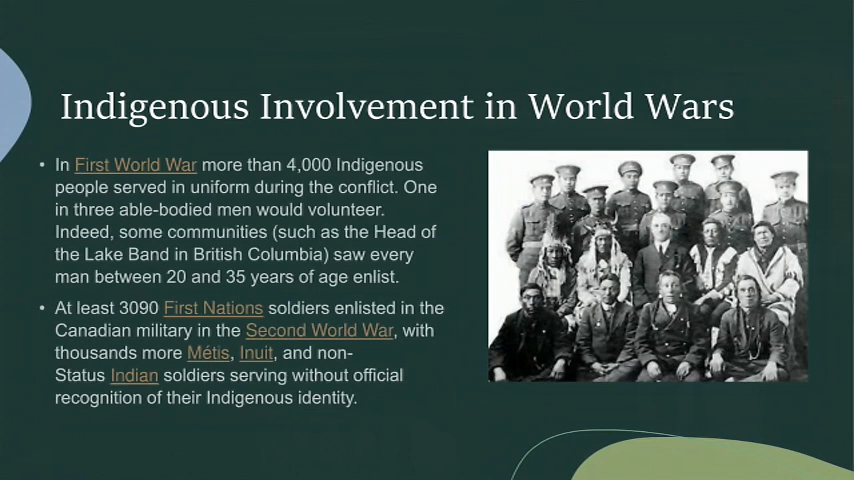 Indigenous Involvement in World Wars
• In First World War more than 4,000 Indigenous
people served in uniform during the conflict. One
in three able-bodied men would volunteer.
Indeed, some communities (such as the Head of
the Lake Band in British Columbia) saw every
man between 20 and 35 years of age enlist.
• At least 3090 First Nations soldiers enlisted in the
Canadian military in the Second World War, with
thousands more Métis, Inuit, and non-
Status Indian soldiers serving without official
recognition of their Indigenous identity.